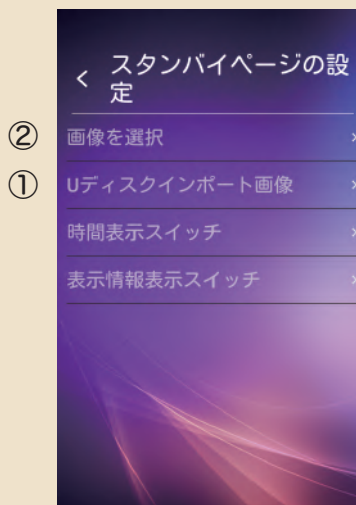 < スタンバイページの設
定
② 画像を選択 >
① Uディスクインポート画像 >
時間表示スイッチ >
表示情報表示スイッチ >